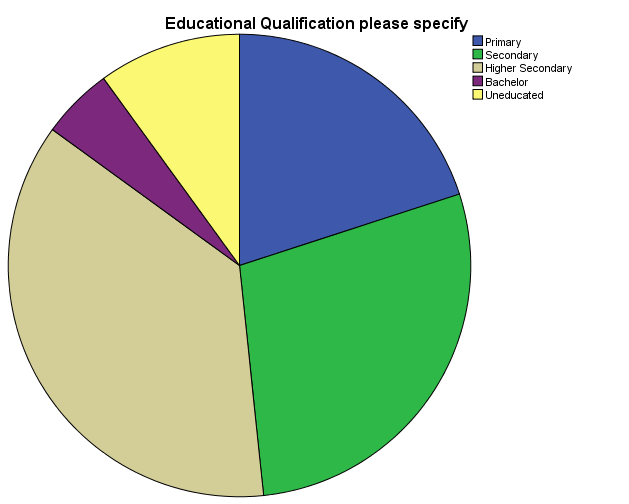 Educational Qualification please specify
Primary
Secondary
Higher Secondary
Bachelor
Uneducated